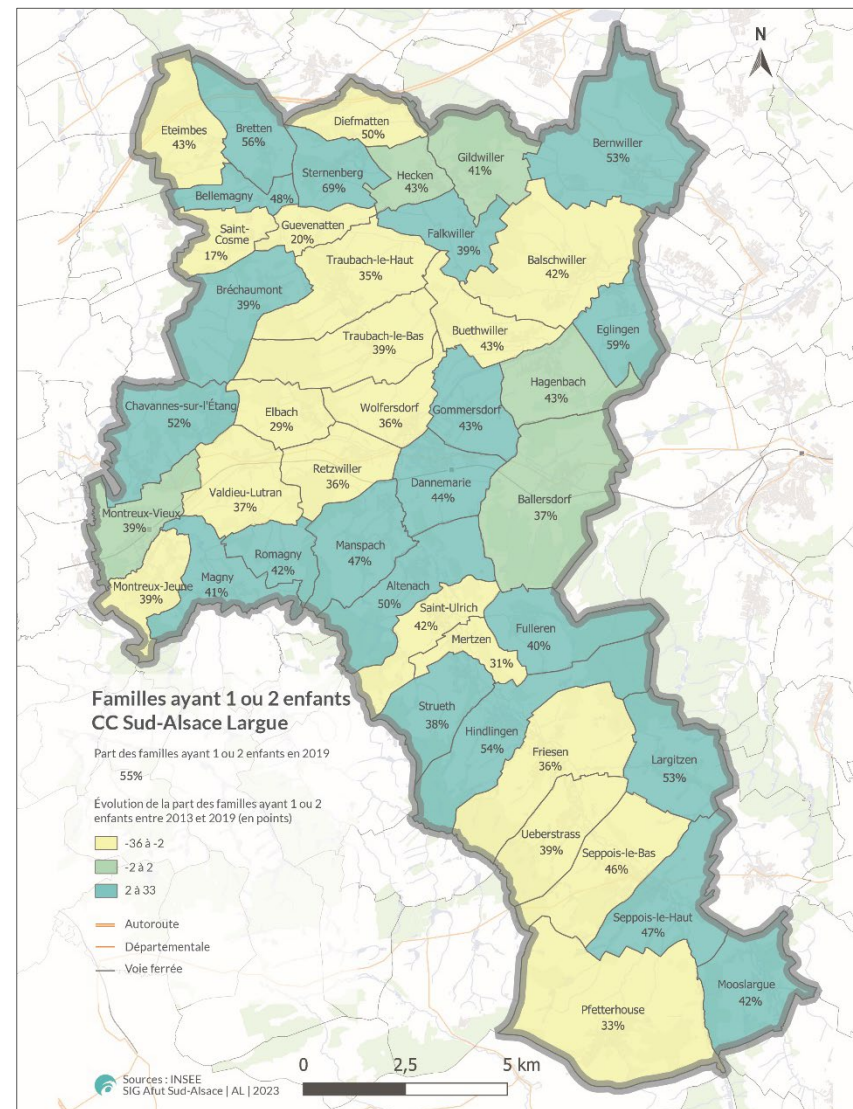 N
Eteimbes
43%
Bretten
56%
Diefmatten
50%
Sternenberg
69%
Hecken
43%
Gildwiller
41%
Bernwiller
53%
Bellemagny
48%
Saint-
Cosme
17%
Guevenatten
20%
Falkwiller
39%
Traubach-le-Haut
35%
Balschwiller
42%
Bréchaumont
39%
Traubach-le-Bas
39%
Buethwiller
43%
Eglingen
59%
Hagenbach
43%
Chavannes-sur-l'Étang
52%
Elbach
29%
Wolfersdorf
36%
Gommersdorf
43%
Retzwiller
36%
Valdieu-Lutran
37%
Dannemarie
44%
Ballersdorf
37%
Montreux-Vieux
39%
Manspach
47%
Romagny
42%
Magny
41%
Montreux-Jeune
39%
Altenach
50%
Saint-Ulrich
42%
Mertzen
31%
Fulleren
40%
Strueth
38%
Hindlingen
54%
Friesen
36%
Largitzen
53%
Ueberstrass
39%
Seppois-le-Bas
46%
Seppois-le-Haut
47%
Mooslargue
42%
Pfetterhouse
33%
Familles ayant 1 ou 2 enfants
CC Sud-Alsace Largue
Part des familles ayant 1 ou 2 enfants en 2019
55%
Évolution de la part des familles ayant 1 ou 2
enfants entre 2013 et 2019 (en points)
-36 à -2
-2 à 2
2 à 33
Autoroute
Départementale
Voie ferrée
0 2,5 5 km
Sources : INSEE
SIG Afut Sud-Alsace | AL | 2023